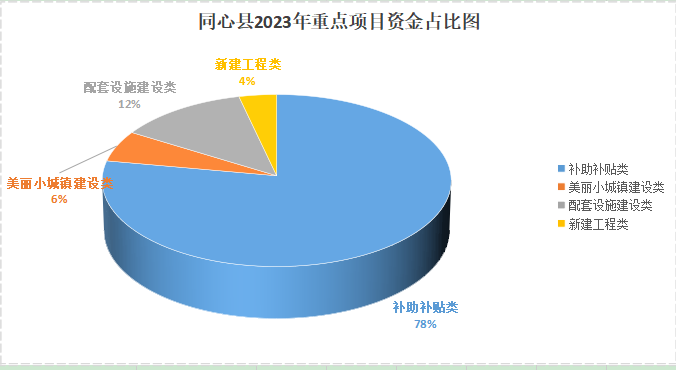 同心县2023年重点项目资金占比图
新建工程类
4%
配套设施建设类
12%
美丽小城镇建设类
6%
补助补贴类
78%
补助补贴类
美丽小城镇建设类
配套设施建设类
新建工程类